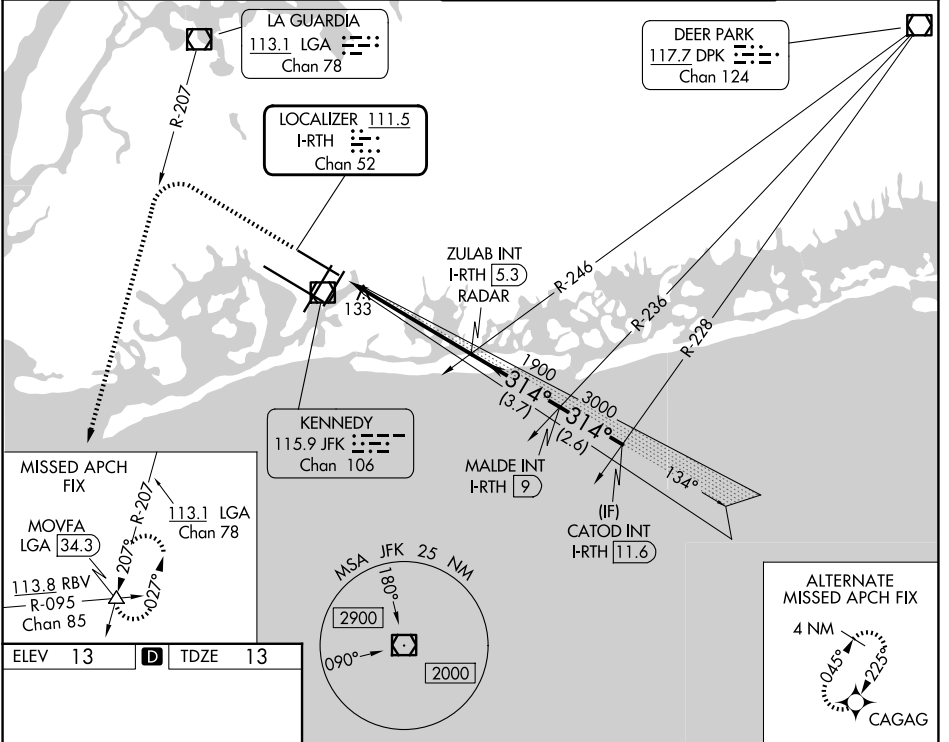 LA GUARDIA
113.1 LGA
Chan 78
DEER PARK
117.7 DPK
Chan 124
R-207
LOCALIZER 111.5
I-RTH
Chan 52
ZULAB INT
I-RTH 5.3
RADAR
R-246
R-236
R-228
133
1900
3000
314°
314°
(3.7)
(2.6)
134°
KENNEDY
115.9 JFK
Chan 106
MALDE INT
I-RTH 9
(IF)
CATOD INT
I-RTH 11.6
MISSED APCH
FIX
R-207
113.1 LGA
Chan 78
MOVFA
LGA 34.3
207°
027°
113.8 RBV
R-095
Chan 85
MSA JFK 25 NM
180°
2900
090°
2000
ALTERNATE
MISSED APCH FIX
4 NM
045°
225°
CAGAG
ELEV 13 D TDZE 13